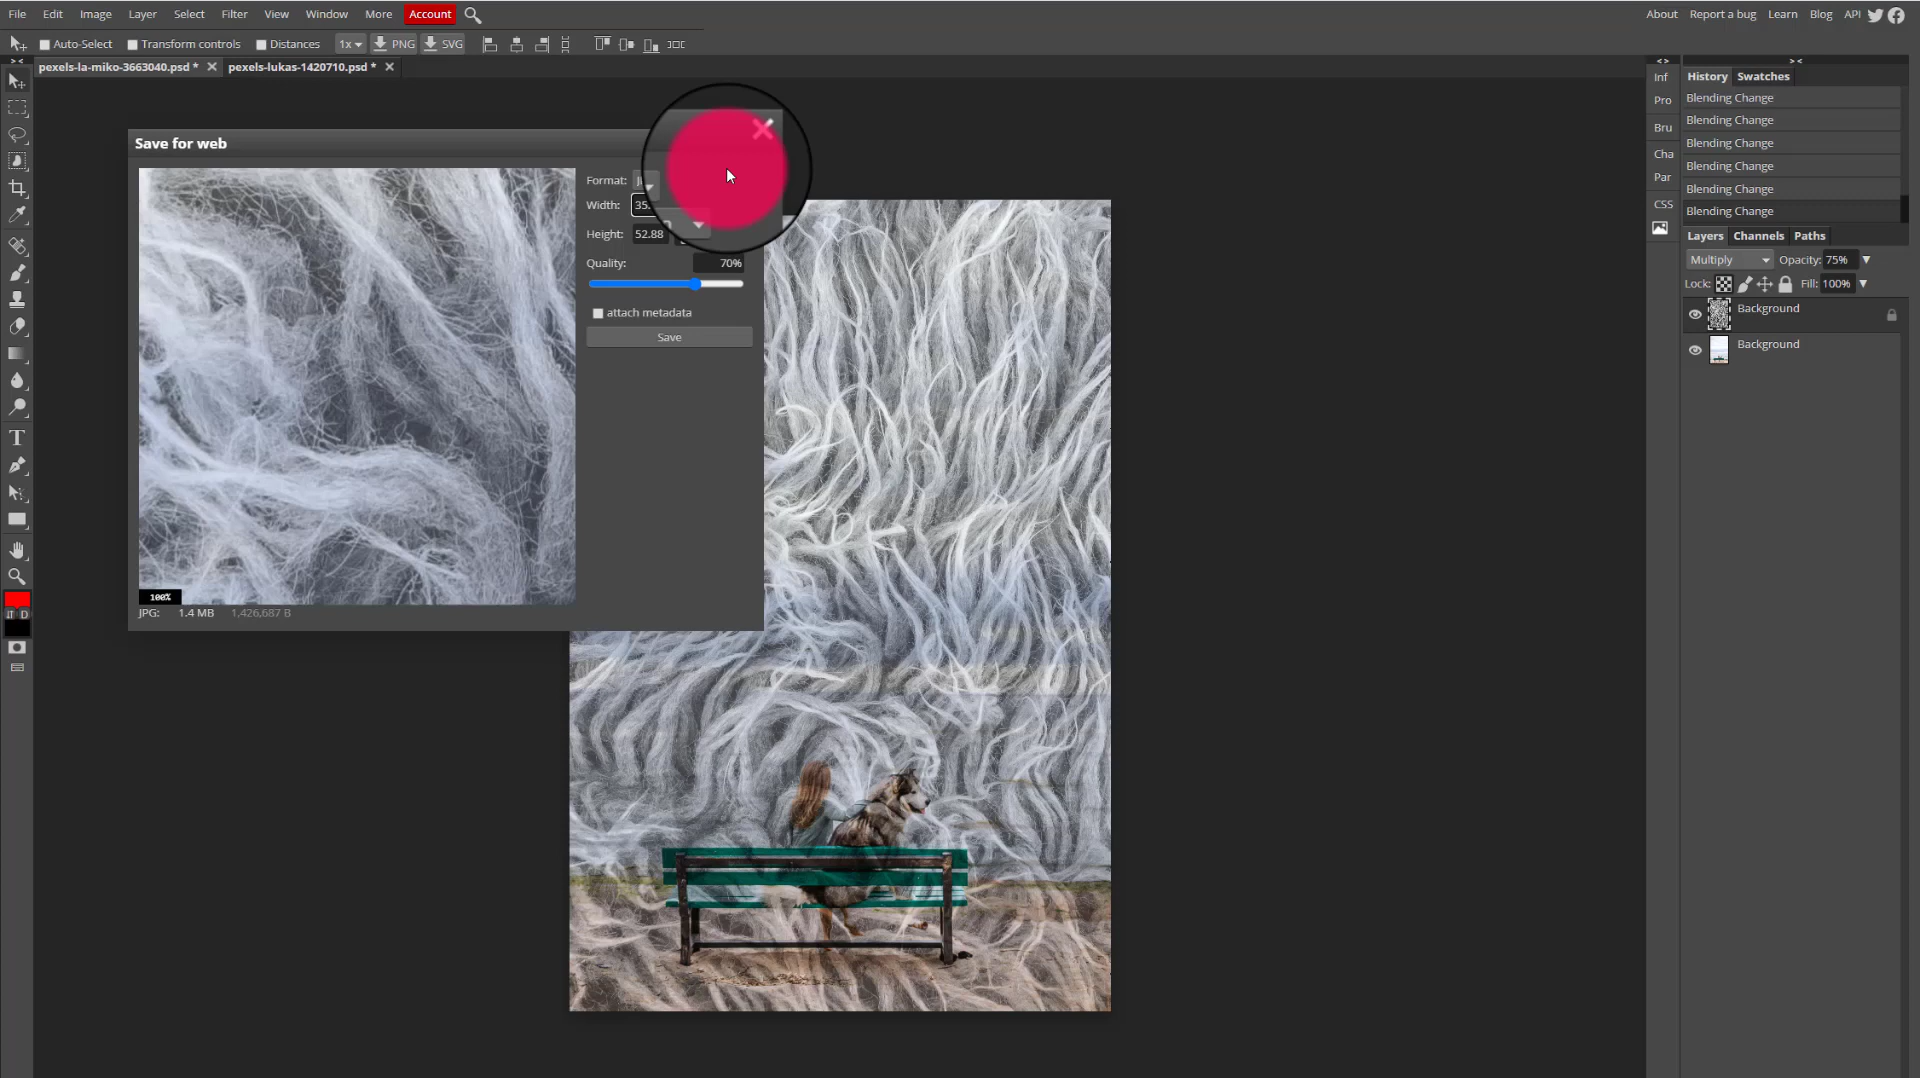 File Edit Image Layer Select Filter View Window More Account
About Report a bug Learn Blog API
Auto-Select Transform controls Distances 1x PNG SVG
pexels-la-miko-3663040.psd * pexels-lukas-1420710.psd *
Save for web
Format:
Width: 35.
Height: 52.88
Quality: 70%
attach metadata
Save
100%
JPG: 1.4 MB 1,426,687 B
Inf
Pro
Bru
Cha
Par
CSS
History Swatches
Blending Change
Blending Change
Blending Change
Blending Change
Blending Change
Blending Change
Layers Channels Paths
Multiply Opacity: 75%
Lock: Fill: 100%
Background
Background
T
D